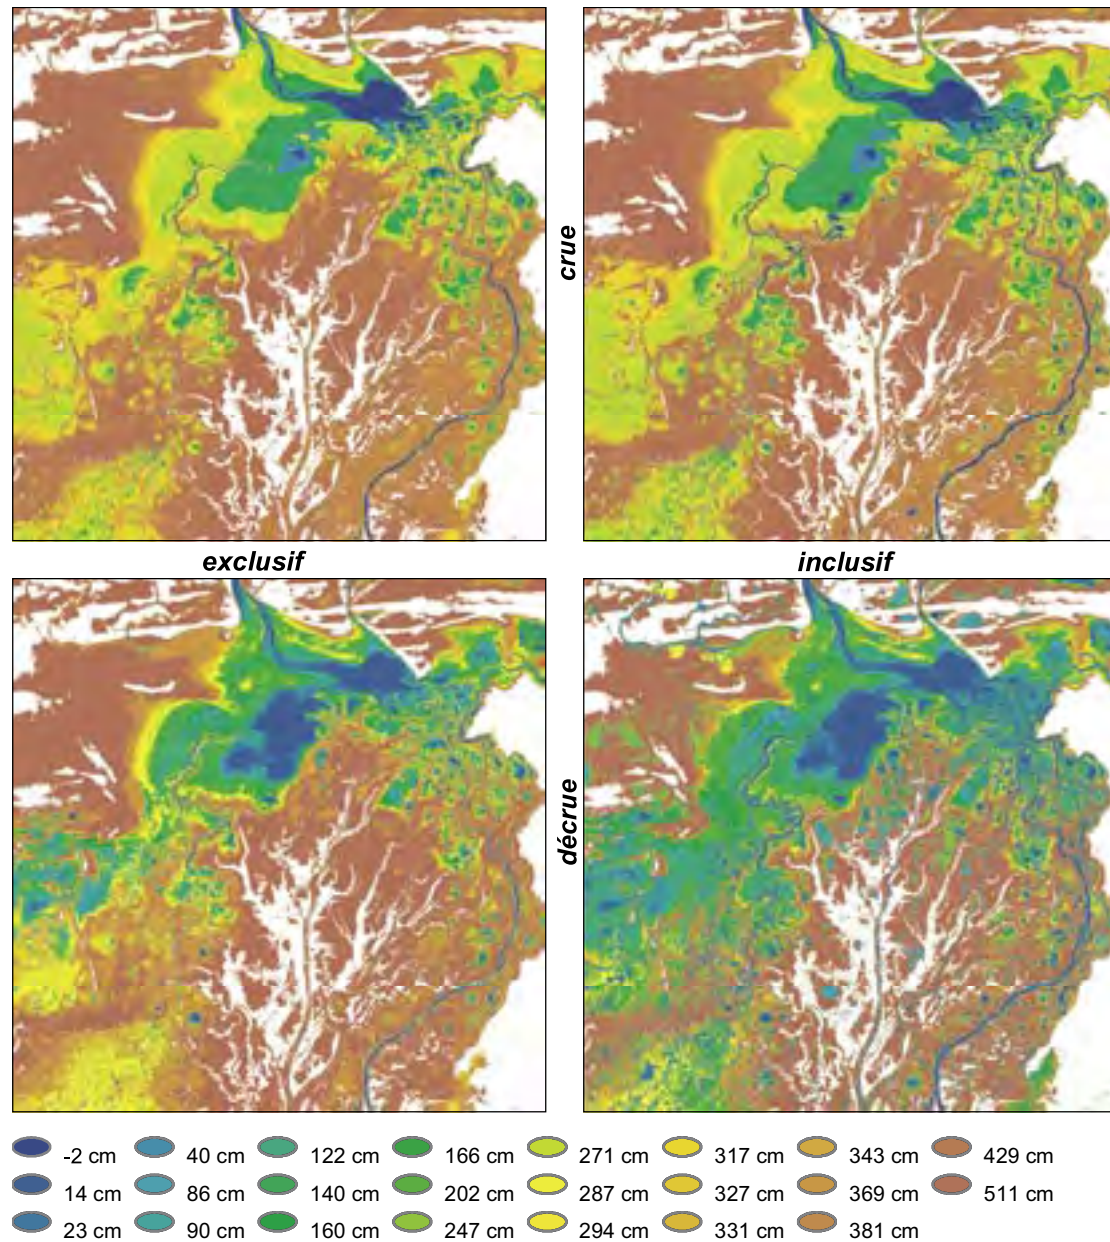 crue
exclusif inclusif
décrue
-2 cm 40 cm 122 cm 166 cm 271 cm 317 cm 343 cm 429 cm
14 cm 86 cm 140 cm 202 cm 287 cm 327 cm 369 cm 511 cm
23 cm 90 cm 160 cm 247 cm 294 cm 331 cm 381 cm